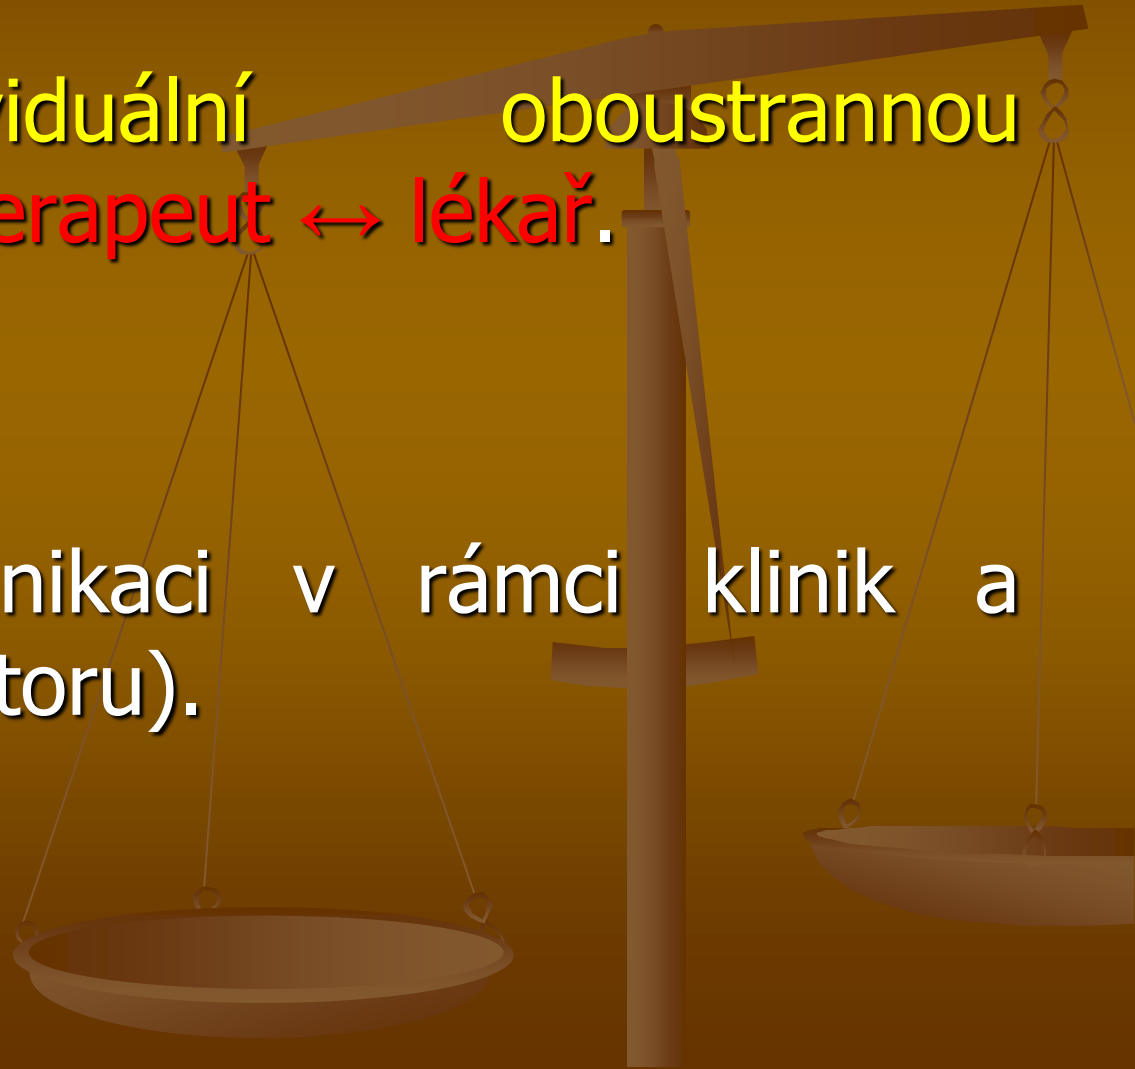 viduální oboustrannou
erapeut ↔ lékař.
nikaci v rámci klinik a
toru).